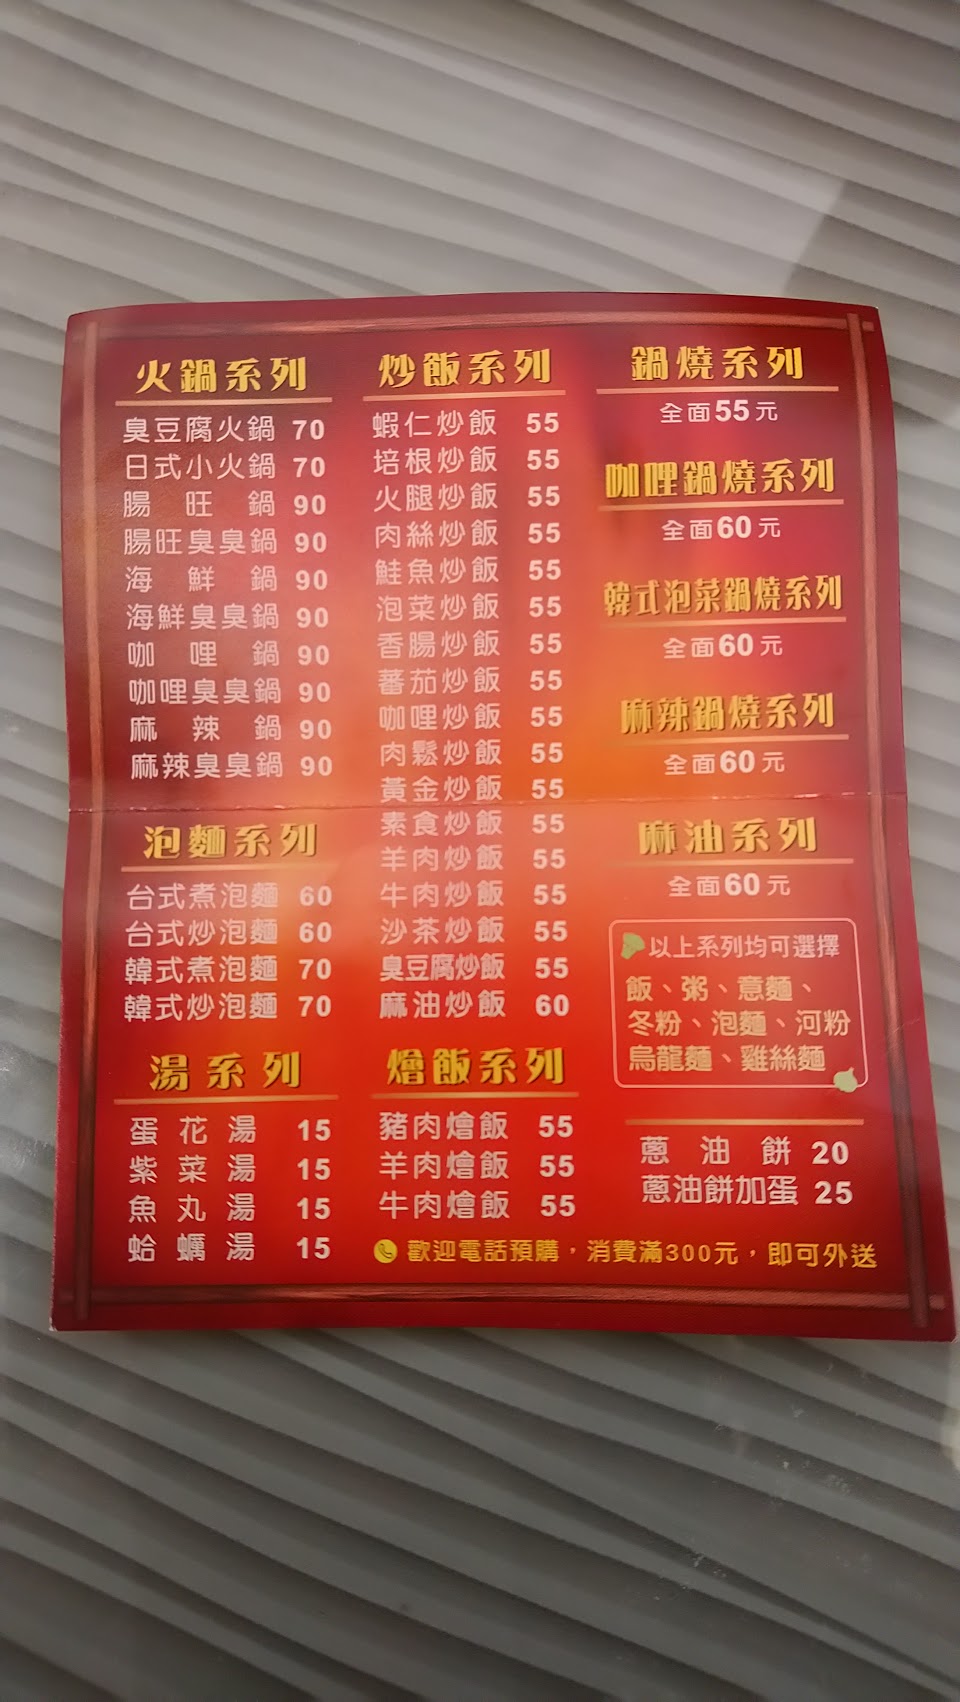 火鍋系列
臭豆腐火鍋 70
日式小火鍋 70
腸旺鍋 90
腸旺臭臭鍋 90
海鮮鍋 90
海鮮臭臭鍋 90
咖哩鍋 90
咖哩臭臭鍋 90
麻辣鍋 90
麻辣臭臭鍋 90
泡麵系列
台式煮泡麵 60
台式炒泡麵 60
韓式煮泡麵 70
韓式炒泡麵 70
湯系列
蛋花湯 15
紫菜湯 15
魚丸湯 15
蛤蠣湯 15
炒飯系列
蝦仁炒飯 55
培根炒飯 55
火腿炒飯 55
肉絲炒飯 55
鮭魚炒飯 55
泡菜炒飯 55
香腸炒飯 55
蕃茄炒飯 55
咖哩炒飯 55
肉鬆炒飯 55
黃金炒飯 55
素食炒飯 55
羊肉炒飯 55
牛肉炒飯 55
沙茶炒飯 55
臭豆腐炒飯 55
麻油炒飯 60
燴飯系列
豬肉燴飯 55
羊肉燴飯 55
牛肉燴飯 55
鍋燒系列
全面55元
咖哩鍋燒系列
全面60元
韓式泡菜鍋燒系列
全面60元
麻辣鍋燒系列
全面60元
麻油系列
全面60元
以上系列均可選擇
飯、粥、意麵、
冬粉、泡麵、河粉
烏龍麵、雞絲麵
蔥油餅 20
蔥油餅加蛋 25
歡迎電話預購，消費滿300元，即可外送